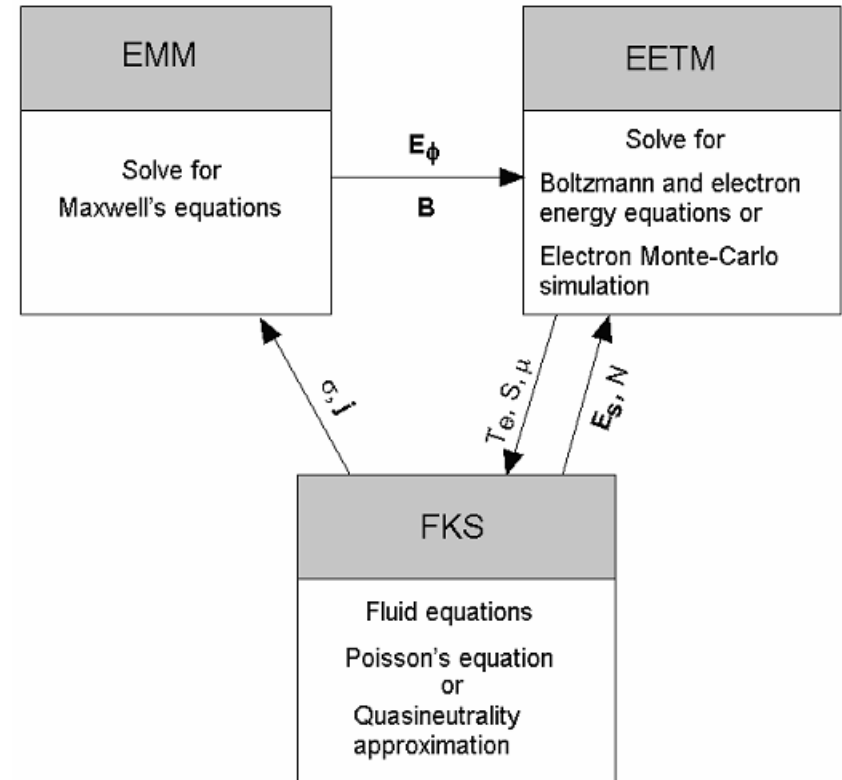 EMM
Solve for
Maxwell's equations
E_ϕ
B
EETM
Solve for
Boltzmann and electron
energy equations or
Electron Monte-Carlo
simulation
σ, j
T_e, S, μ
E_s, N
FKS
Fluid equations
Poisson's equation
or
Quasineutrality
approximation